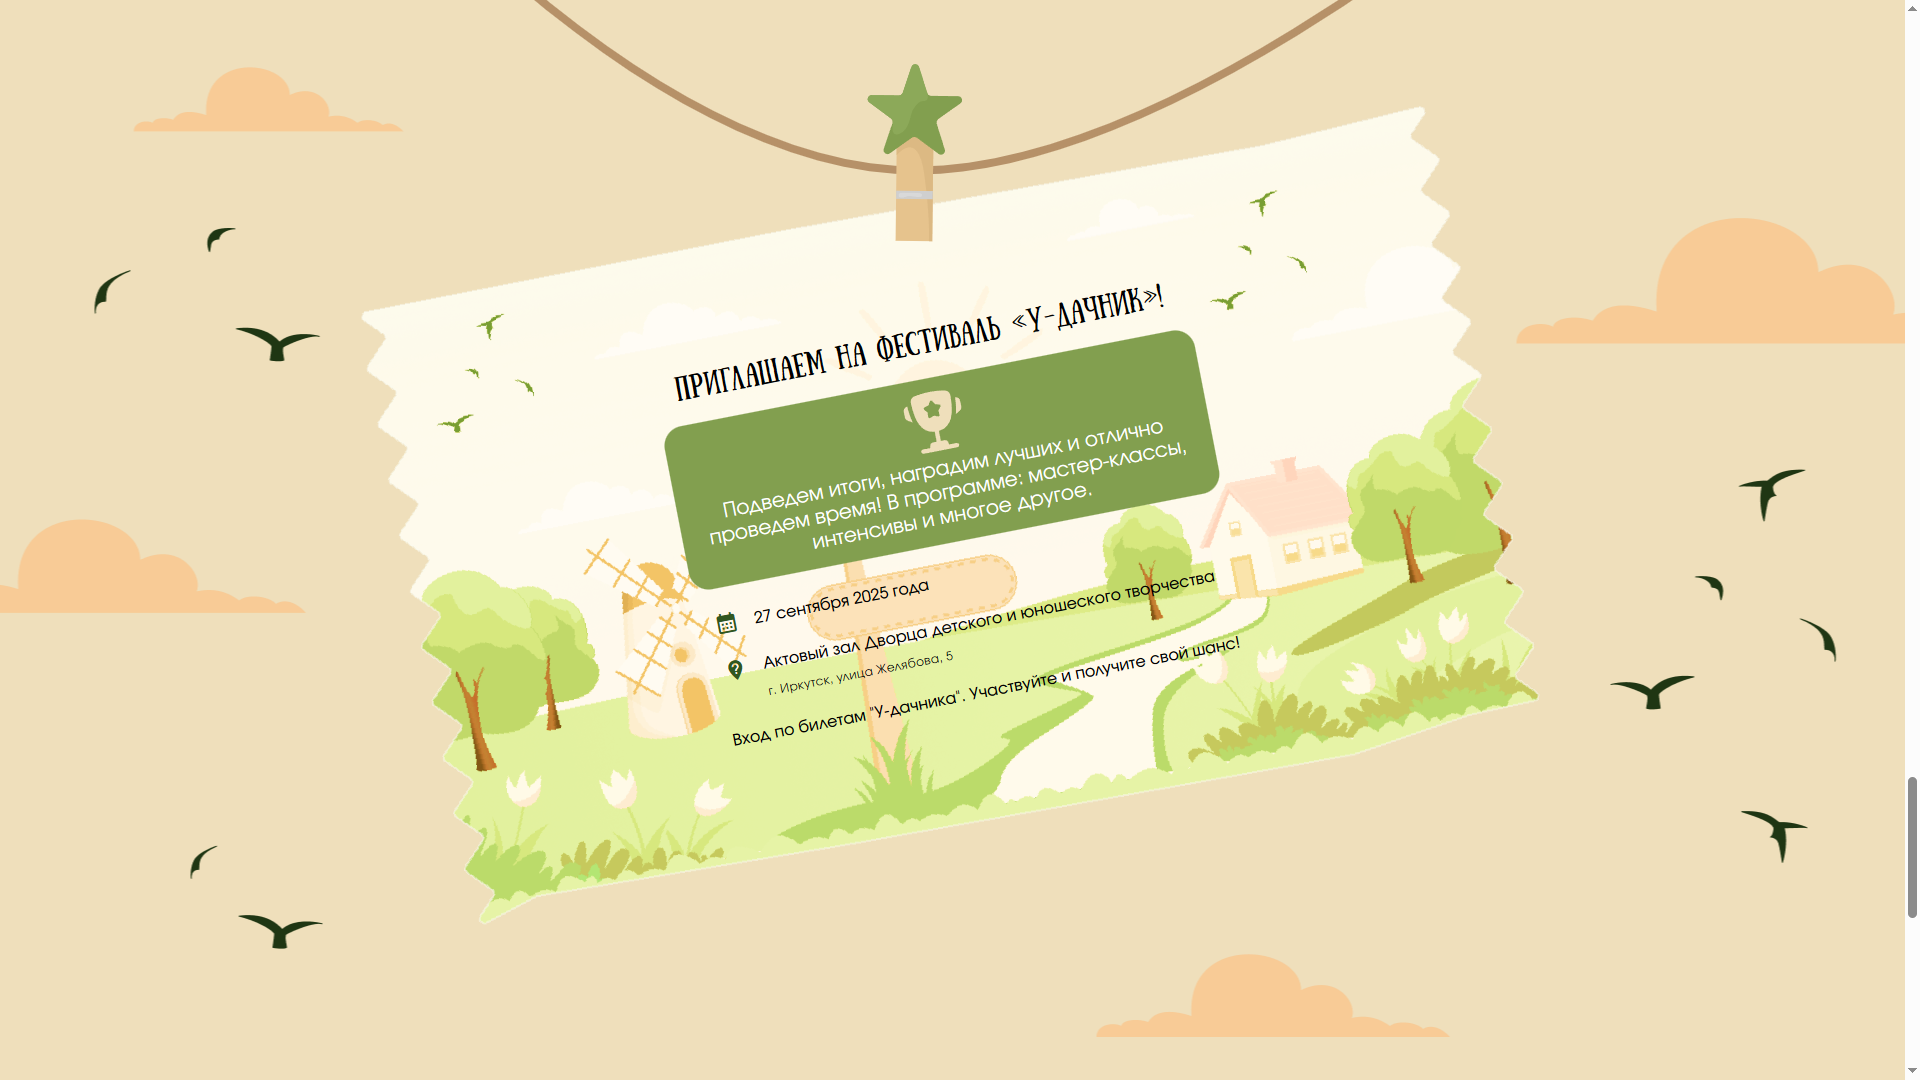 ПРИГЛАШАЕМ НА ФЕСТИВАЛЬ «У-ДАЧНИК»!
Подведем итоги, наградим лучших и отлично
проведем время! В программе: мастер-классы,
интенсивы и многое другое.
27 сентября 2025 года
Актовый зал Дворца детского и юношеского творчества
г. Иркутск, улица Желябова, 5
Вход по билетам "У-дачника". Участвуйте и получите свой шанс!